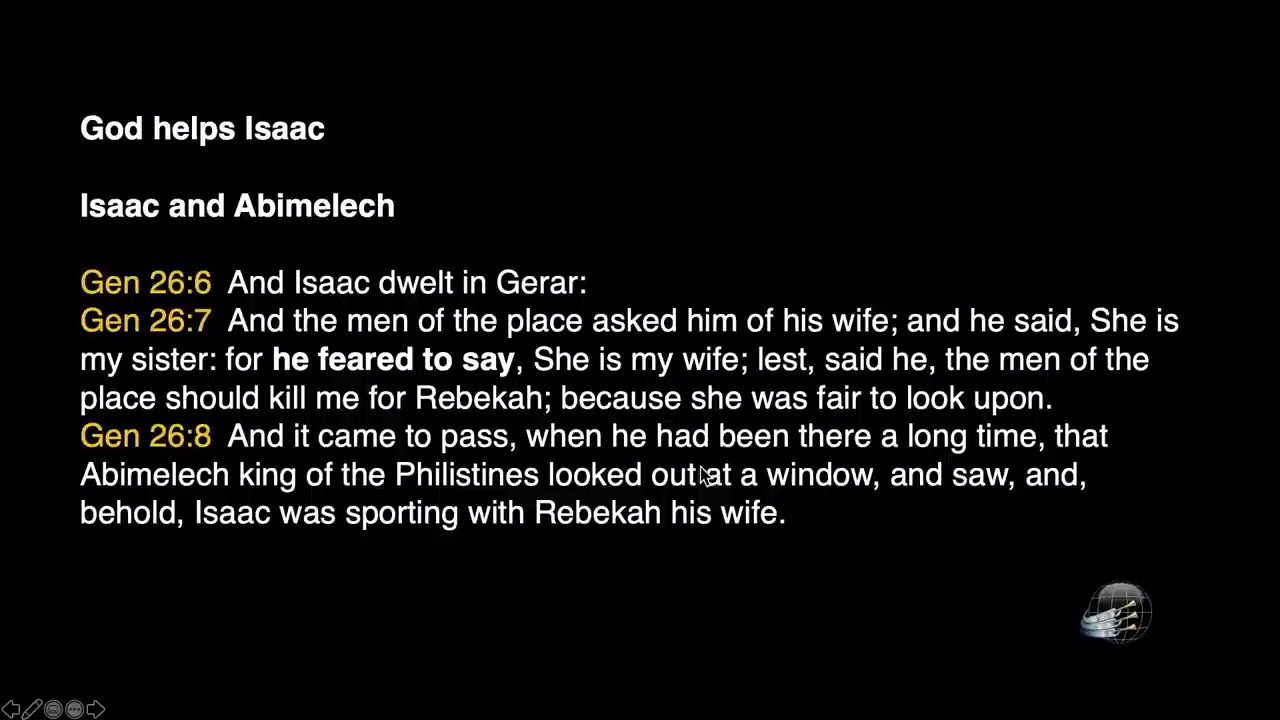 God helps Isaac
Isaac and Abimelech
Gen 26:6 And Isaac dwelt in Gerar:
Gen 26:7 And the men of the place asked him of his wife; and he said, She is
my sister: for he feared to say, She is my wife; lest, said he, the men of the
place should kill me for Rebekah; because she was fair to look upon.
Gen 26:8 And it came to pass, when he had been there a long time, that
Abimelech king of the Philistines looked out at a window, and saw, and,
behold, Isaac was sporting with Rebekah his wife.